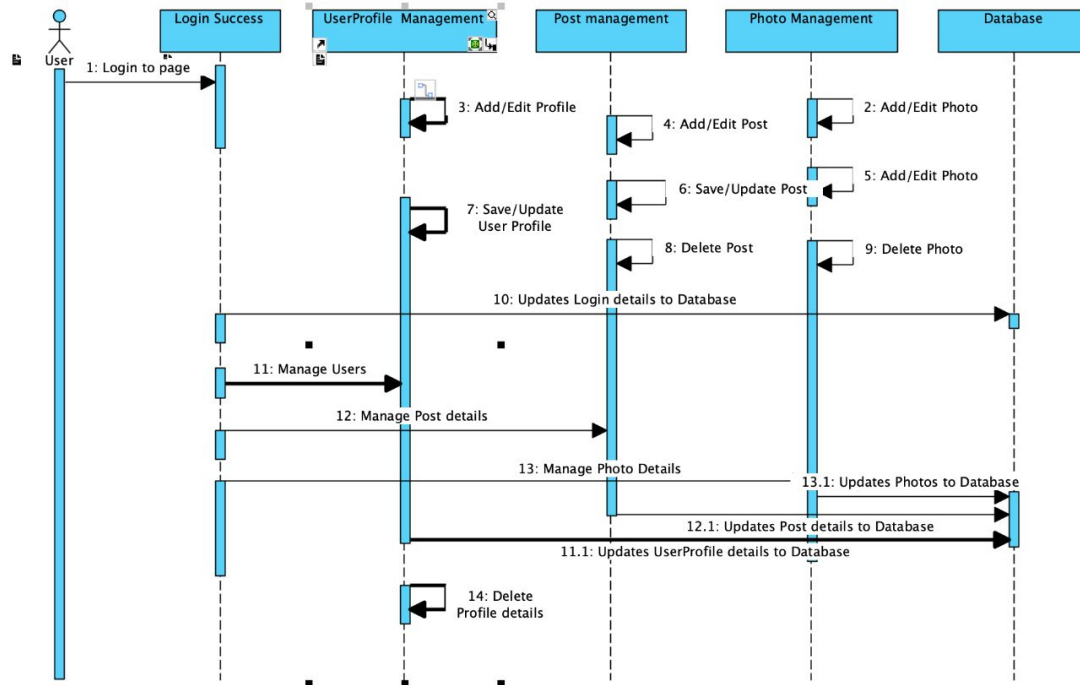 Login Success
UserProfile  Management
Post management
Photo Management
Database
User
1: Login to page
3: Add/Edit Profile
2: Add/Edit Photo
4: Add/Edit Post
5: Add/Edit Photo
6: Save/Update Post
7: Save/Update
User Profile
8: Delete Post
9: Delete Photo
10: Updates Login details to Database
11: Manage Users
12: Manage Post details
13: Manage Photo Details
13.1: Updates Photos to Database
12.1: Updates Post details to Database
11.1: Updates UserProfile details to Database
14: Delete
Profile details